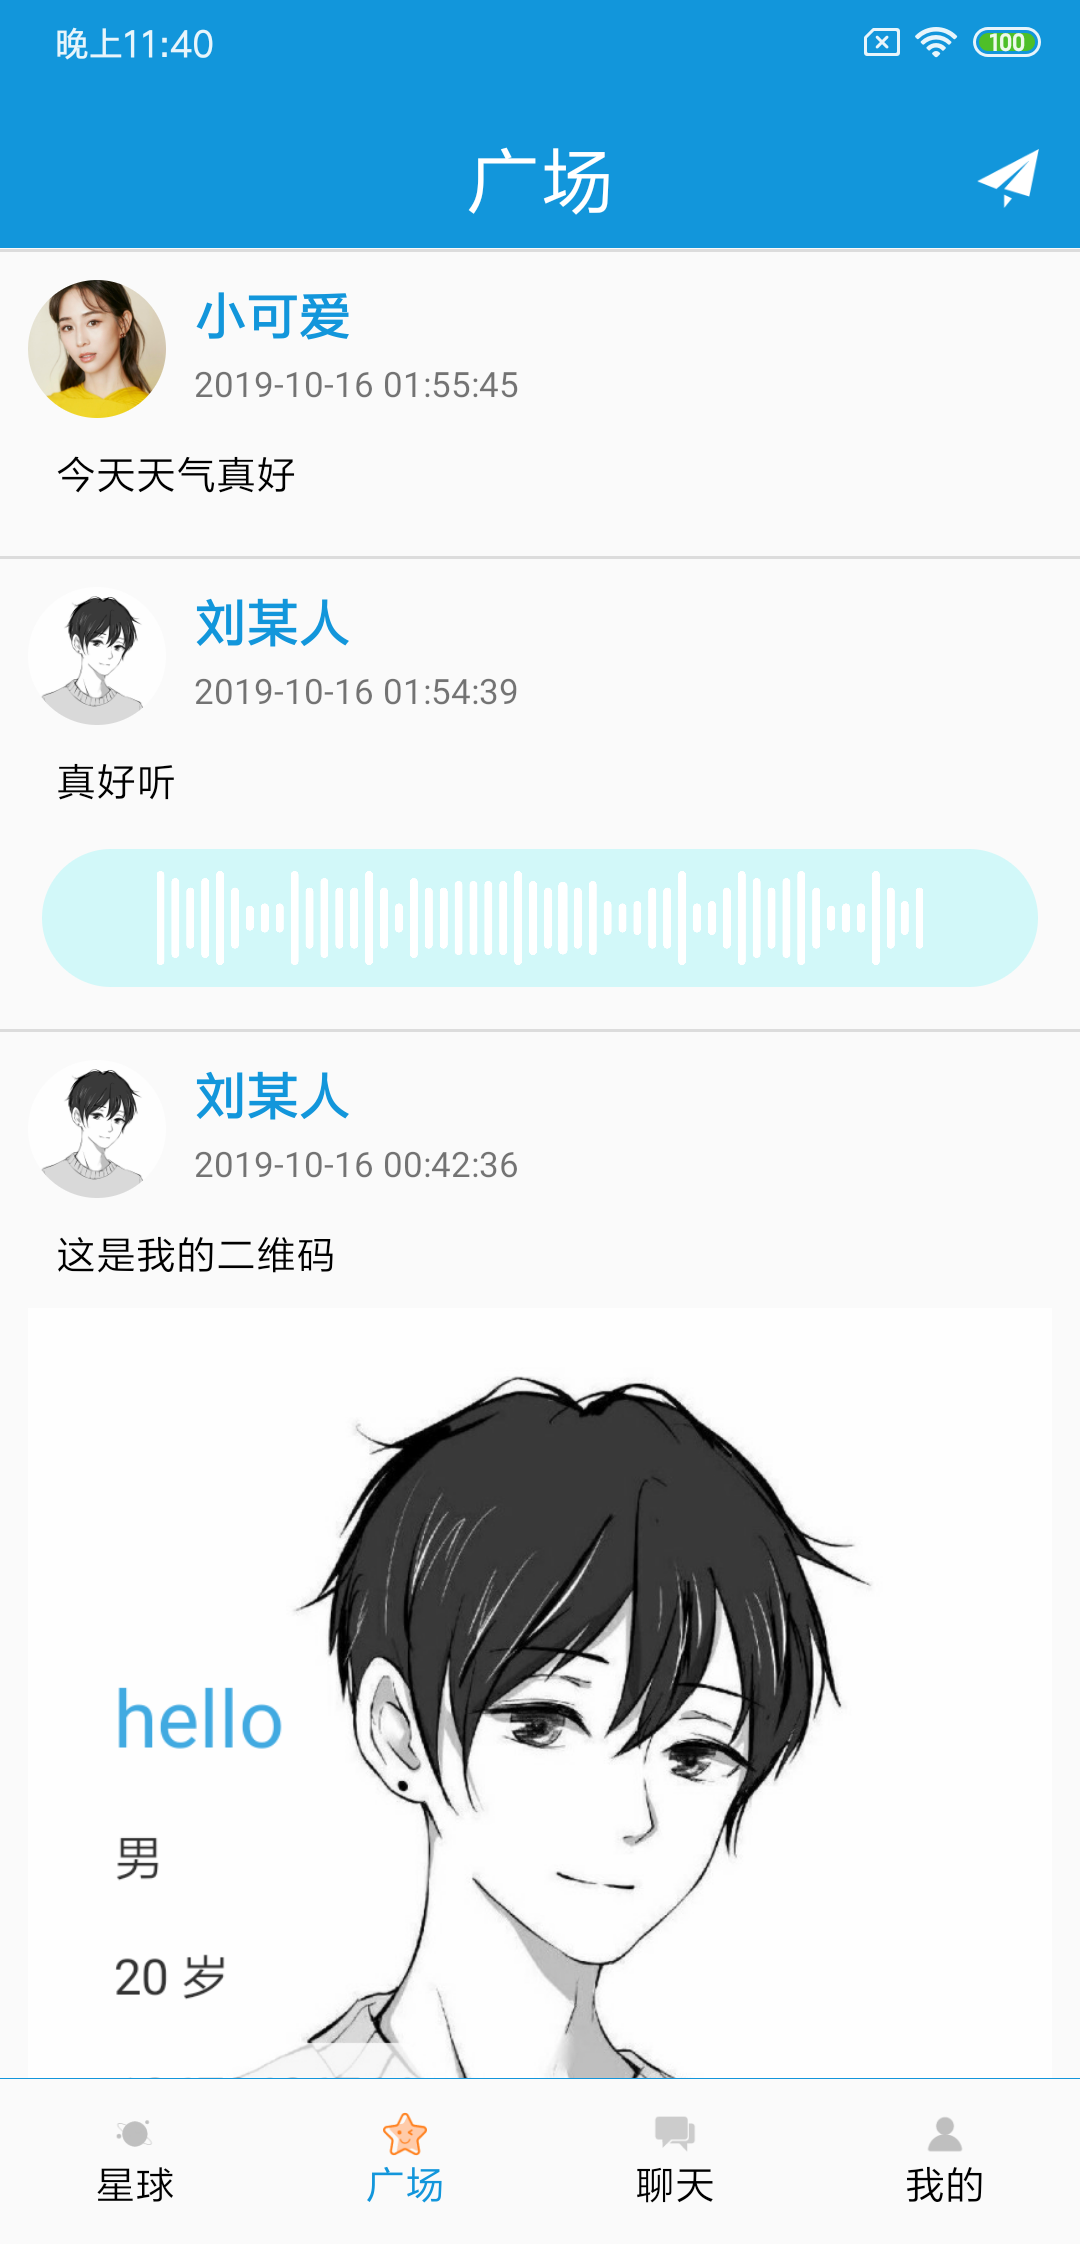 晚上11:40
100
广场
小可爱
2019-10-16 01:55:45
今天天气真好
刘某人
2019-10-16 01:54:39
真好听
刘某人
2019-10-16 00:42:36
这是我的二维码
hello
男
20 岁
星球
广场
聊天
我的